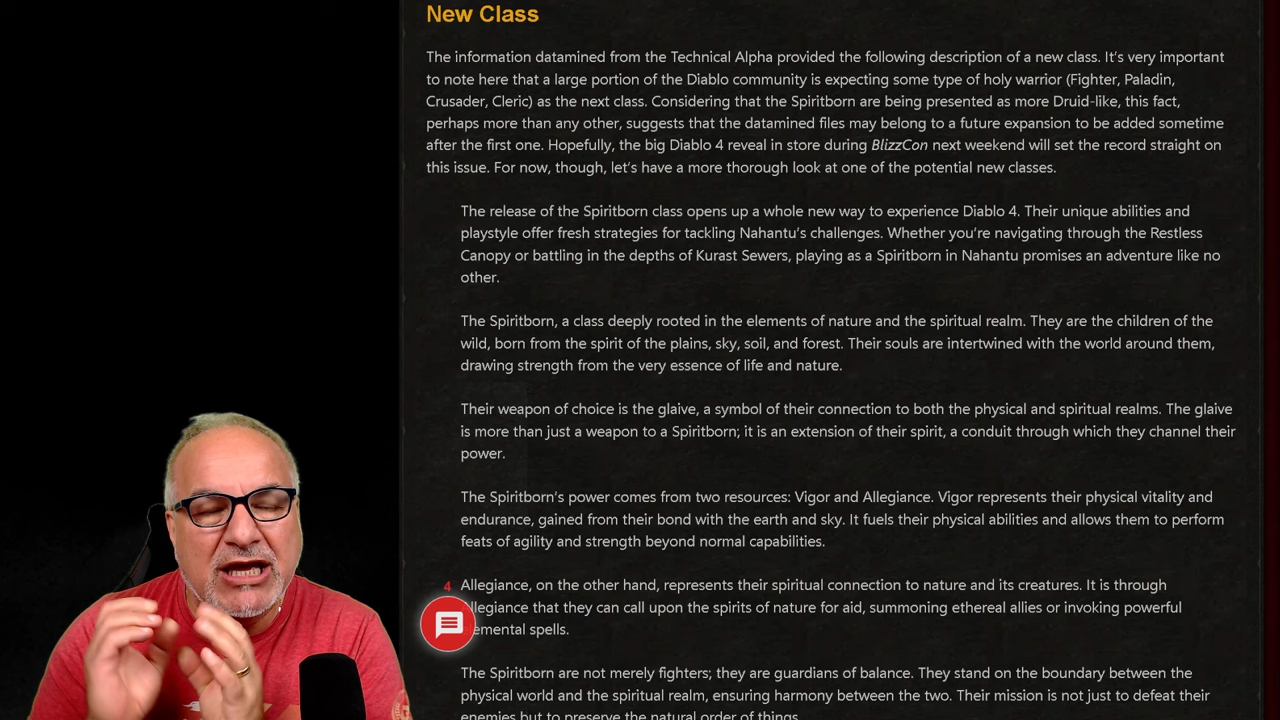 New Class
The information datamined from the Technical Alpha provided the following description of a new class. It's very important
to note here that a large portion of the Diablo community is expecting some type of holy warrior (Fighter, Paladin,
Crusader, Cleric) as the next class. Considering that the Spiritborn are being presented as more Druid-like, this fact,
perhaps more than any other, suggests that the datamined files may belong to a future expansion to be added sometime
after the first one. Hopefully, the big Diablo 4 reveal in store during BlizzCon next weekend will set the record straight on
this issue. For now, though, let's have a more thorough look at one of the potential new classes.
The release of the Spiritborn class opens up a whole new way to experience Diablo 4. Their unique abilities and
playstyle offer fresh strategies for tackling Nahantu's challenges. Whether you're navigating through the Restless
Canopy or battling in the depths of Kurast Sewers, playing as a Spiritborn in Nahantu promises an adventure like no
other.
The Spiritborn, a class deeply rooted in the elements of nature and the spiritual realm. They are the children of the
wild, born from the spirit of the plains, sky, soil, and forest. Their souls are intertwined with the world around them,
drawing strength from the very essence of life and nature.
Their weapon of choice is the glaive, a symbol of their connection to both the physical and spiritual realms. The glaive
is more than just a weapon to a Spiritborn; it is an extension of their spirit, a conduit through which they channel their
power.
The Spiritborn's power comes from two resources: Vigor and Allegiance. Vigor represents their physical vitality and
endurance, gained from their bond with the earth and sky. It fuels their physical abilities and allows them to perform
feats of agility and strength beyond normal capabilities.
4 Allegiance, on the other hand, represents their spiritual connection to nature and its creatures. It is through
llegiance that they can call upon the spirits of nature for aid, summoning ethereal allies or invoking powerful
emental spells.
The Spiritborn are not merely fighters; they are guardians of balance. They stand on the boundary between the
physical world and the spiritual realm, ensuring harmony between the two. Their mission is not just to defeat their
enemies but to preserve the natural order of things.